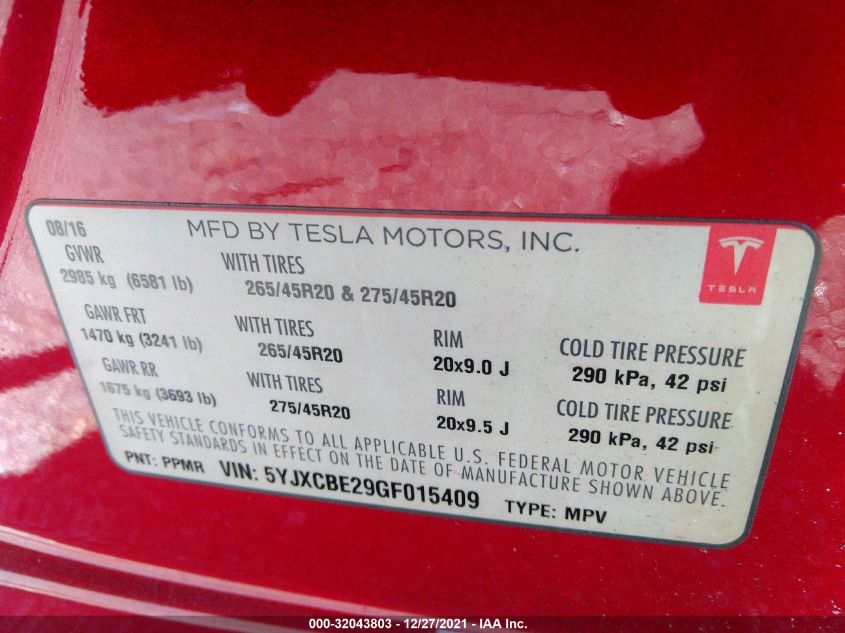 08/16
MFD BY TESLA MOTORS, INC.
TESLA
GVWR
2985 kg (6581 lb)
WITH TIRES
265/45R20 & 275/45R20
GAWR FRT
1470 kg (3241 lb)
WITH TIRES
265/45R20
RIM
20x9.0 J
COLD TIRE PRESSURE
290 kPa, 42 psi
GAWR RR
1675 kg (3693 lb)
WITH TIRES
275/45R20
RIM
20x9.5 J
COLD TIRE PRESSURE
290 kPa, 42 psi
THIS VEHICLE CONFORMS TO ALL APPLICABLE U.S. FEDERAL MOTOR VEHICLE
SAFETY STANDARDS IN EFFECT ON THE DATE OF MANUFACTURE SHOWN ABOVE.
PNT: PPMR VIN: 5YJXCBE29GF015409 TYPE: MPV
000-32043803 - 12/27/2021 - IAA Inc.